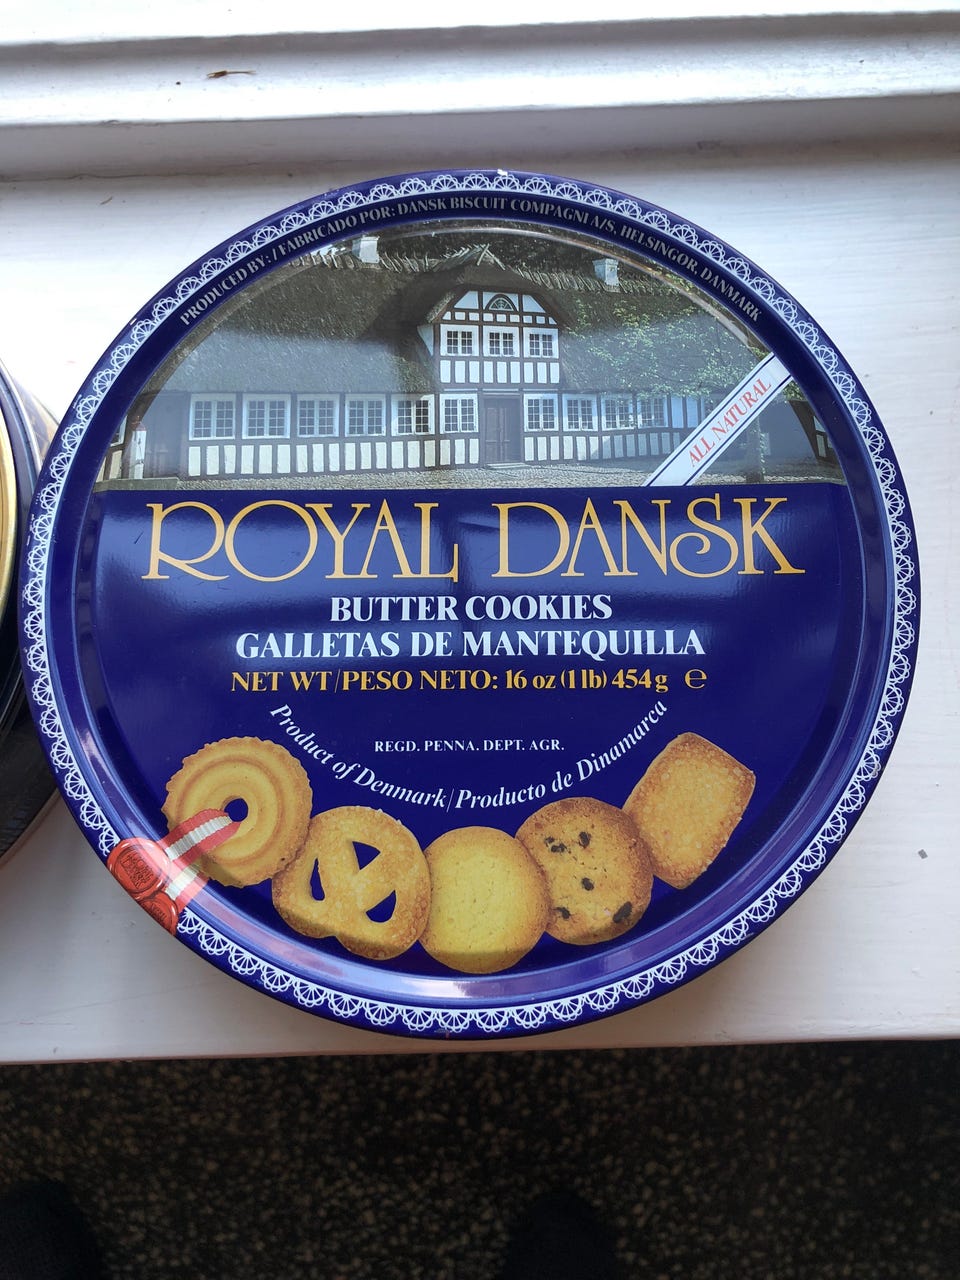 PRODUCED BY: / FABRICADO POR: DANSK BISCUIT COMPAGNI A/S, HELSINGOR, DANMARK
ALL NATURAL
ROYAL DANSK
BUTTER COOKIES
GALLETAS DE MANTEQUILLA
NET WT/PESO NETO: 16 oz (1 lb) 454g ℮
REGD. PENNA. DEPT. AGR.
Product of Denmark/Producto de Dinamarca